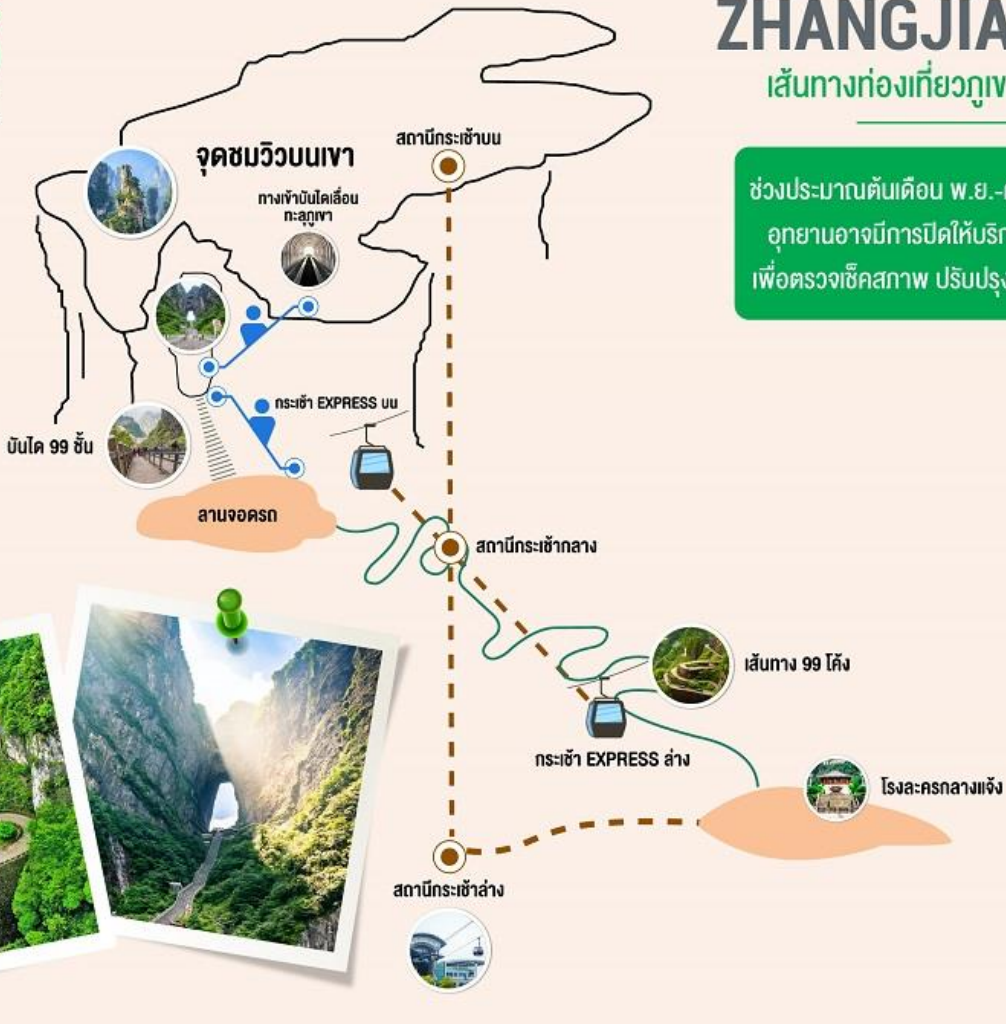 ZHANGJIA
เส้นทางท่องเที่ยวภูเข
ช่วงประมาณต้นเดือน พ.ย.-
อุทยานอาจมีการปิดให้บริก
เพื่อตรวจเช็คสภาพ ปรับปรุง
สถานีกระเช้าบน
จุดชมวิวบนเขา
ทางเข้าบันไดเลื่อน
ทะลุภูเขา
กระเช้า EXPRESS บน
บันได 99 ชั้น
ลานจอดรถ
สถานีกระเช้ากลาง
เส้นทาง 99 โค้ง
กระเช้า EXPRESS ล่าง
โรงละครกลางแจ้ง
สถานีกระเช้าล่าง